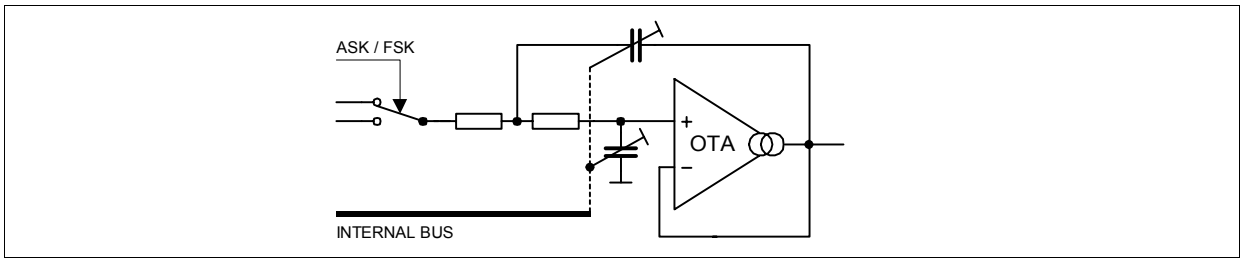 ASK / FSK
+
OTA
−
INTERNAL BUS